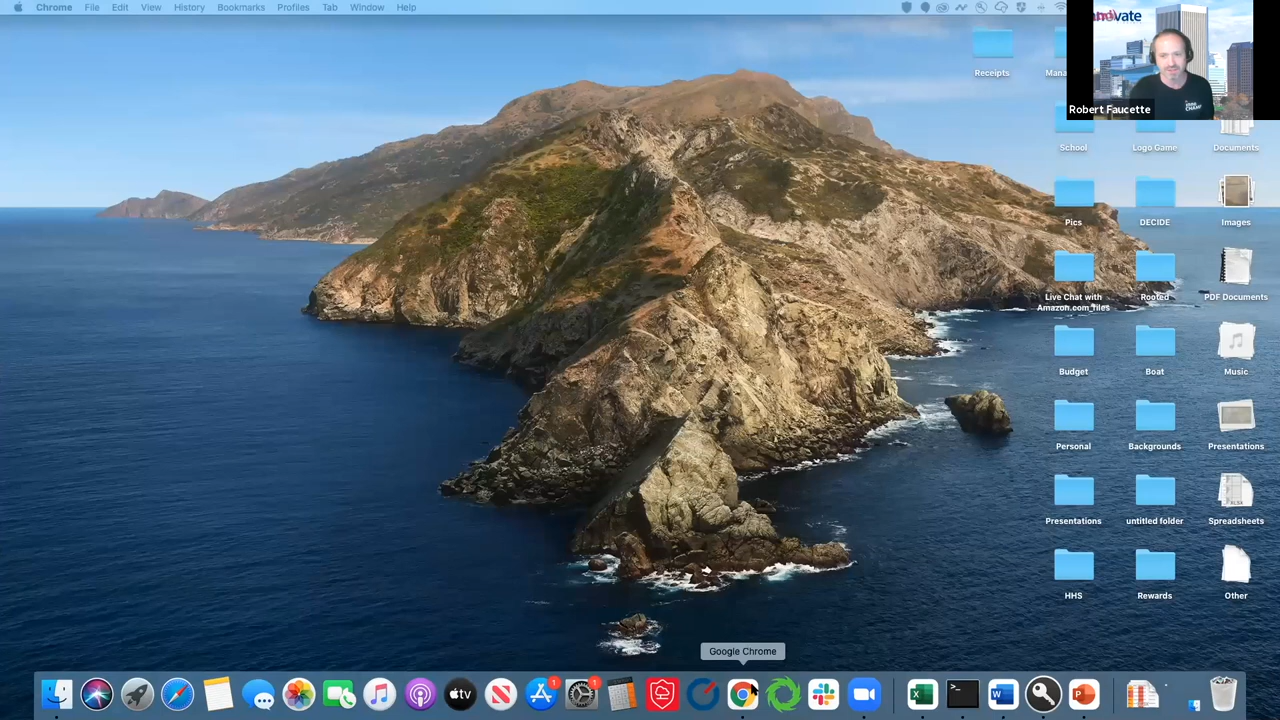 Chrome File Edit View History Bookmarks Profiles Tab Window Help
Robert Faucette
Receipts
School
Logo Game
Documents
Pics
DECIDE
Images
Live Chat with
Amazon.com_files
Rooted
PDF Documents
Budget
Boat
Music
Personal
Backgrounds
Presentations
Presentations
untitled folder
Spreadsheets
HHS
Rewards
Other
Google Chrome
1
1